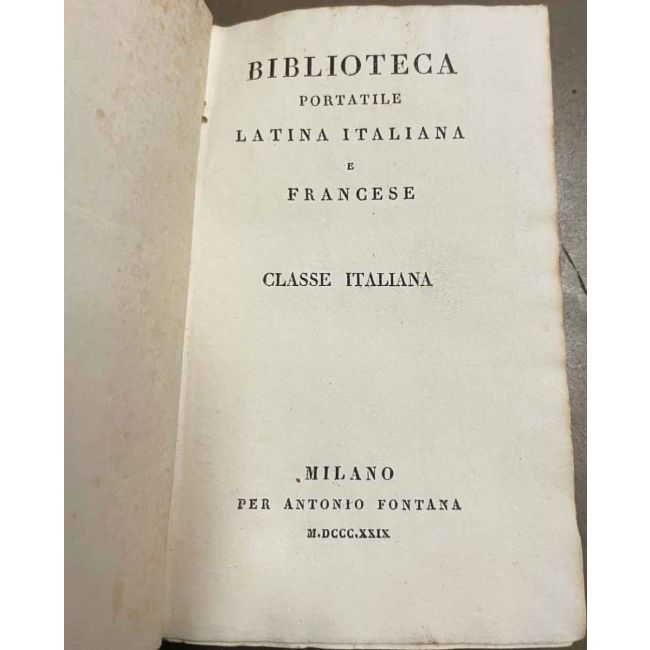 BIBLIOTECA
PORTATILE
LATINA ITALIANA
E
FRANCESE
CLASSE ITALIANA
MILANO
PER ANTONIO FONTANA
M.DCCC.XXIX